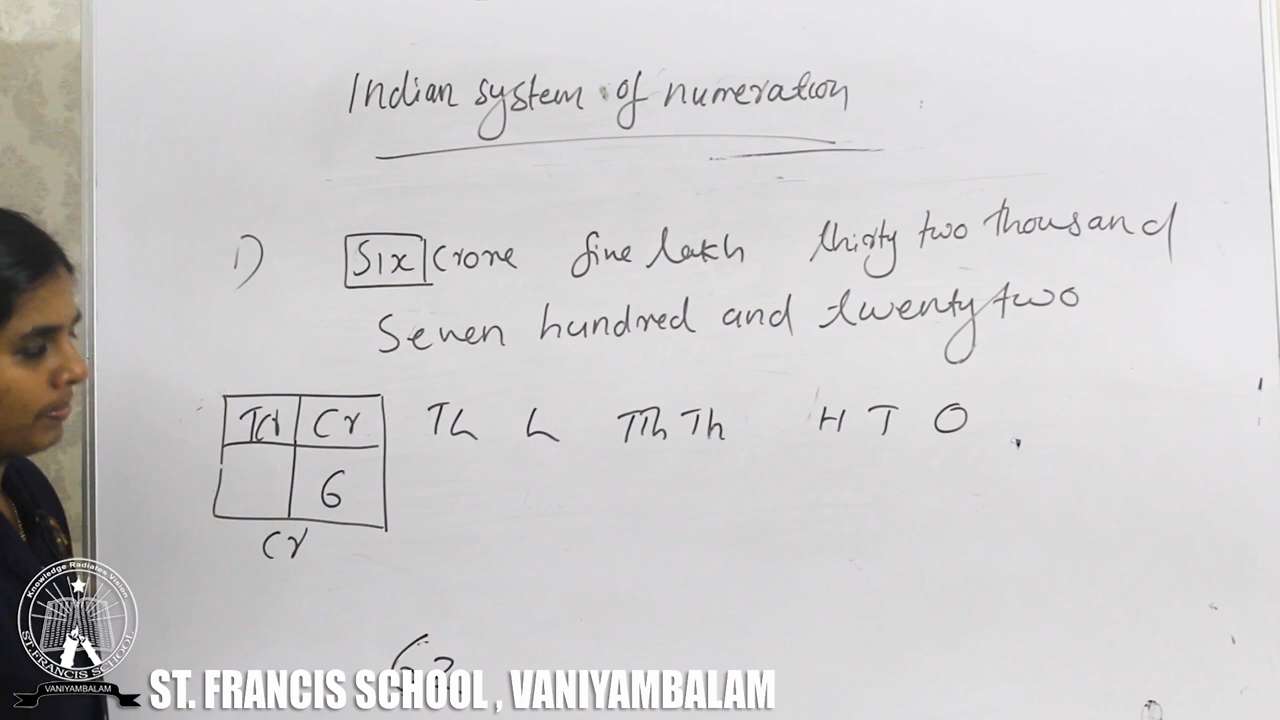 Indian system of numeration
1) Six Crore five lakh thirty two thousand
Seven hundred and twenty two
TCr Cr TL L TTh Th H T O
6
Cr
62
Knowledge Radiates Vision
ST. FRANCIS SCHOOL
VANIYAMBALAM
ST. FRANCIS SCHOOL , VANIYAMBALAM